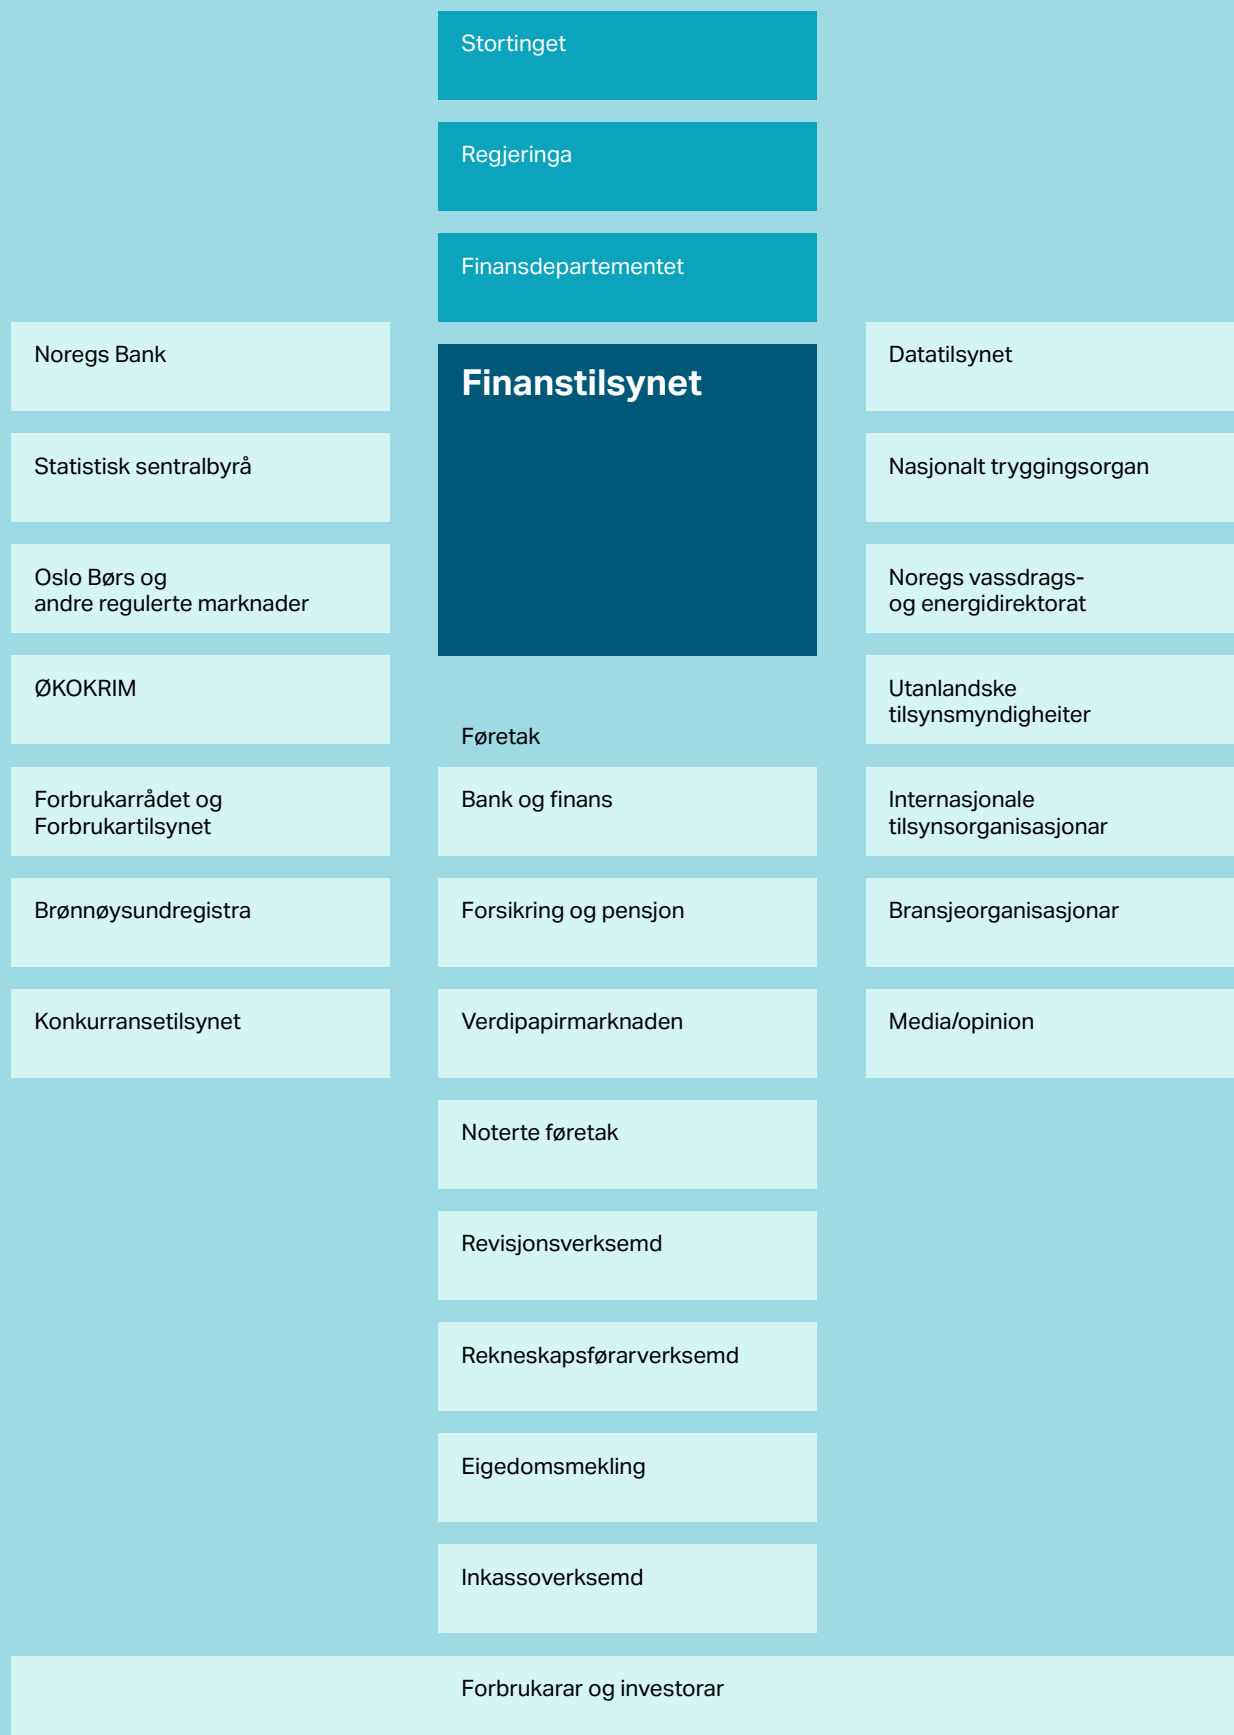 Stortinget
Regjeringa
Finansdepartementet
Noregs Bank
Finanstilsynet
Datatilsynet
Statistisk sentralbyrå
Nasjonalt tryggingsorgan
Oslo Børs og
andre regulerte marknader
Noregs vassdrags-
og energidirektorat
ØKOKRIM
Utanlandske
tilsynsmyndigheiter
Føretak
Forbrukarrådet og
Forbrukartilsynet
Bank og finans
Internasjonale
tilsynsorganisasjonar
Brønnøysundregistra
Forsikring og pensjon
Bransjeorganisasjonar
Konkurransetilsynet
Verdipapirmarknaden
Media/opinion
Noterte føretak
Revisjonsverksemd
Rekneskapsførarverksemd
Eigedomsmekling
Inkassoverksemd
Forbrukarar og investorar